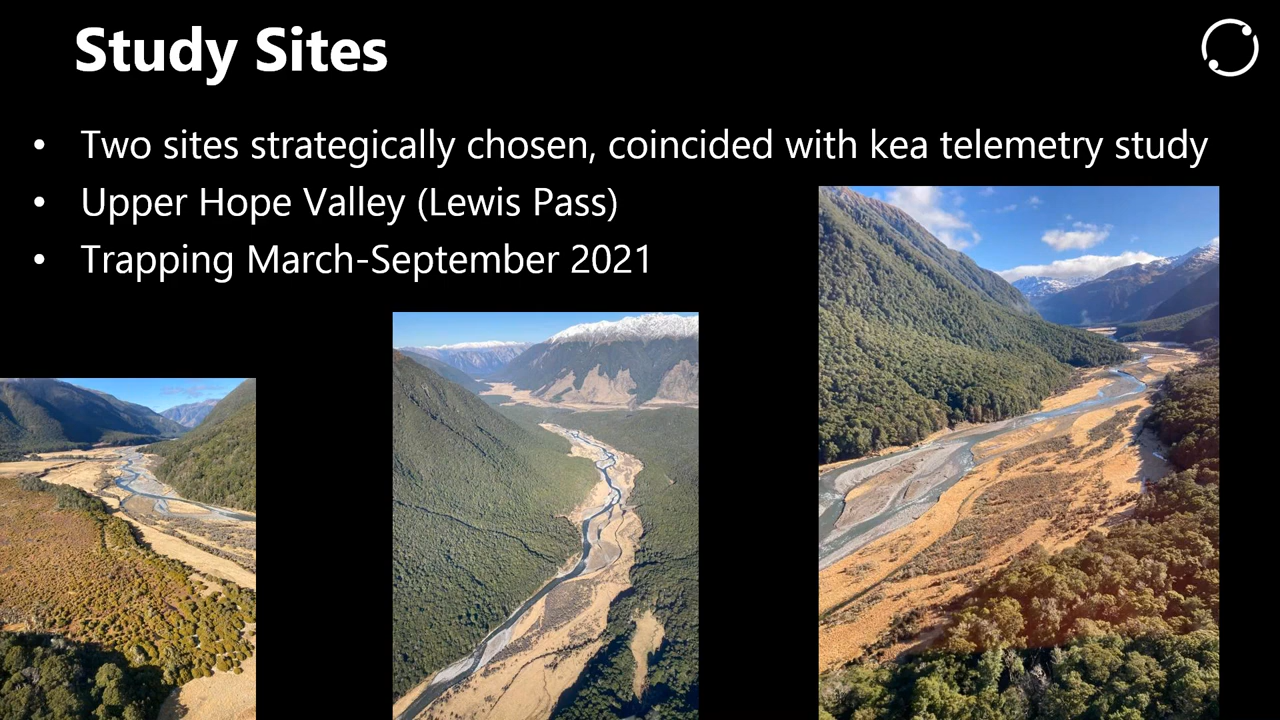 Study Sites
• Two sites strategically chosen, coincided with kea telemetry study
• Upper Hope Valley (Lewis Pass)
• Trapping March-September 2021